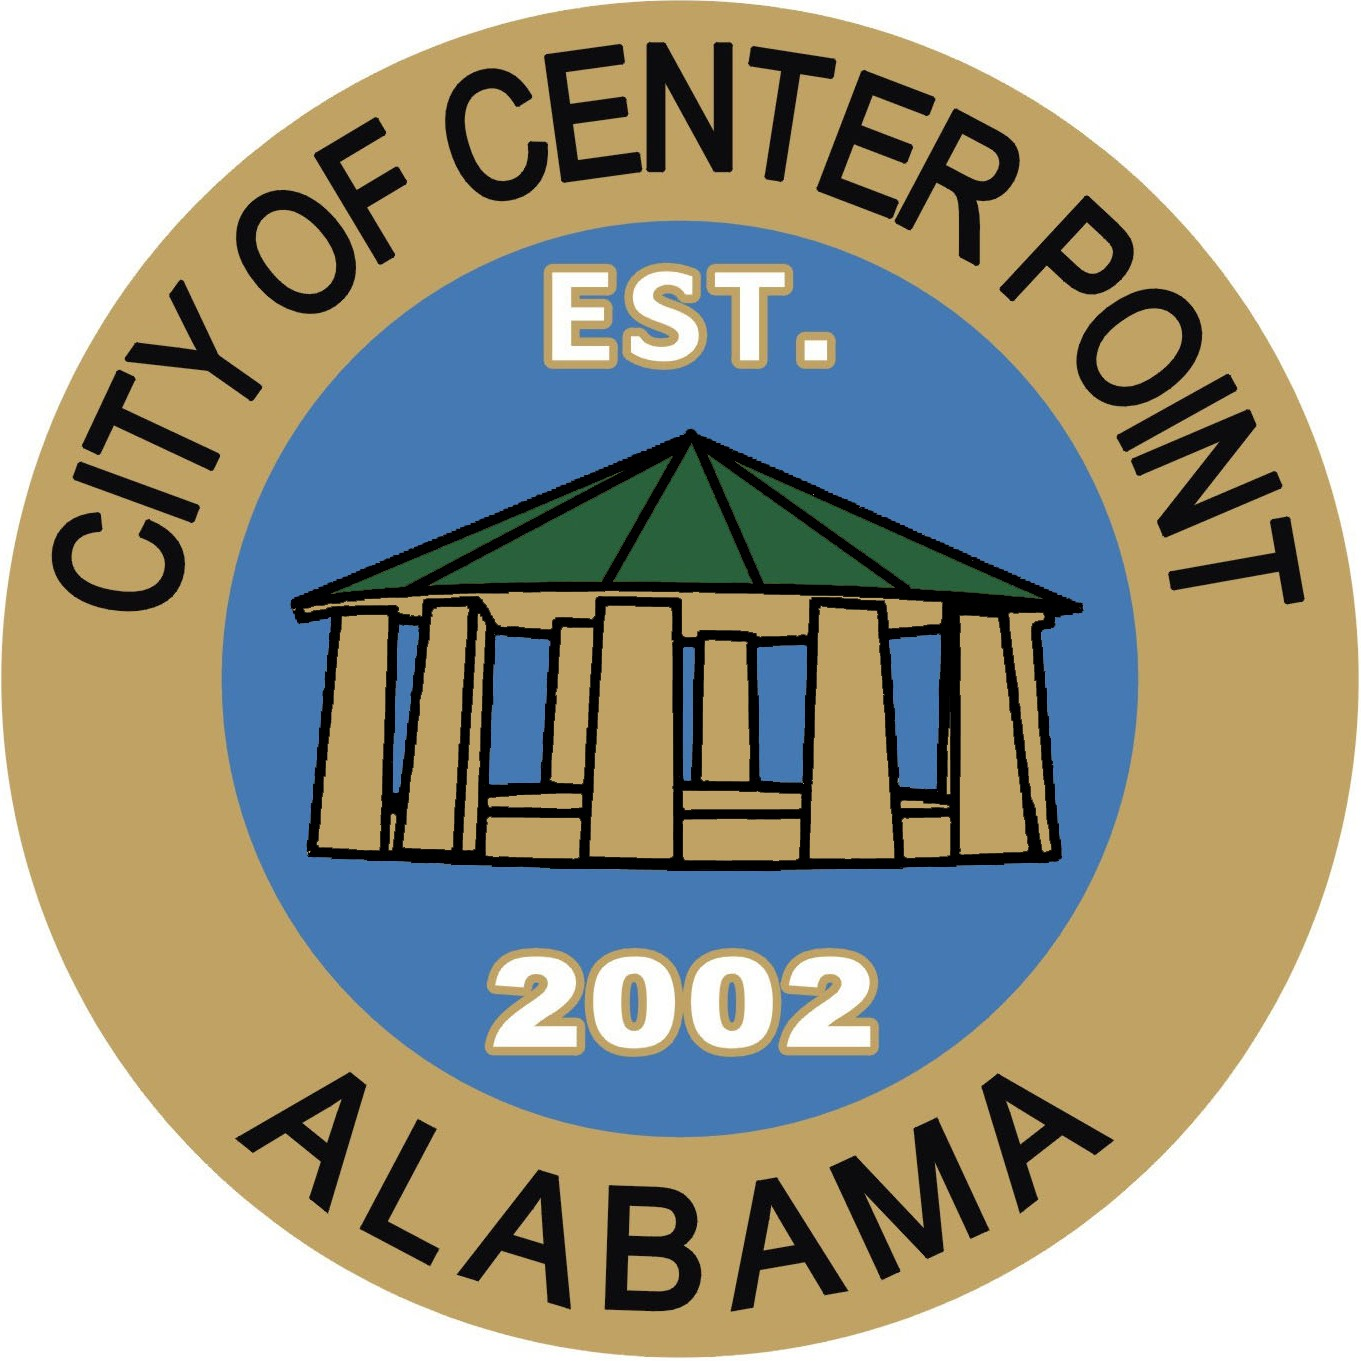 CITY OF CENTER POINT
EST.
2002
ALABAMA